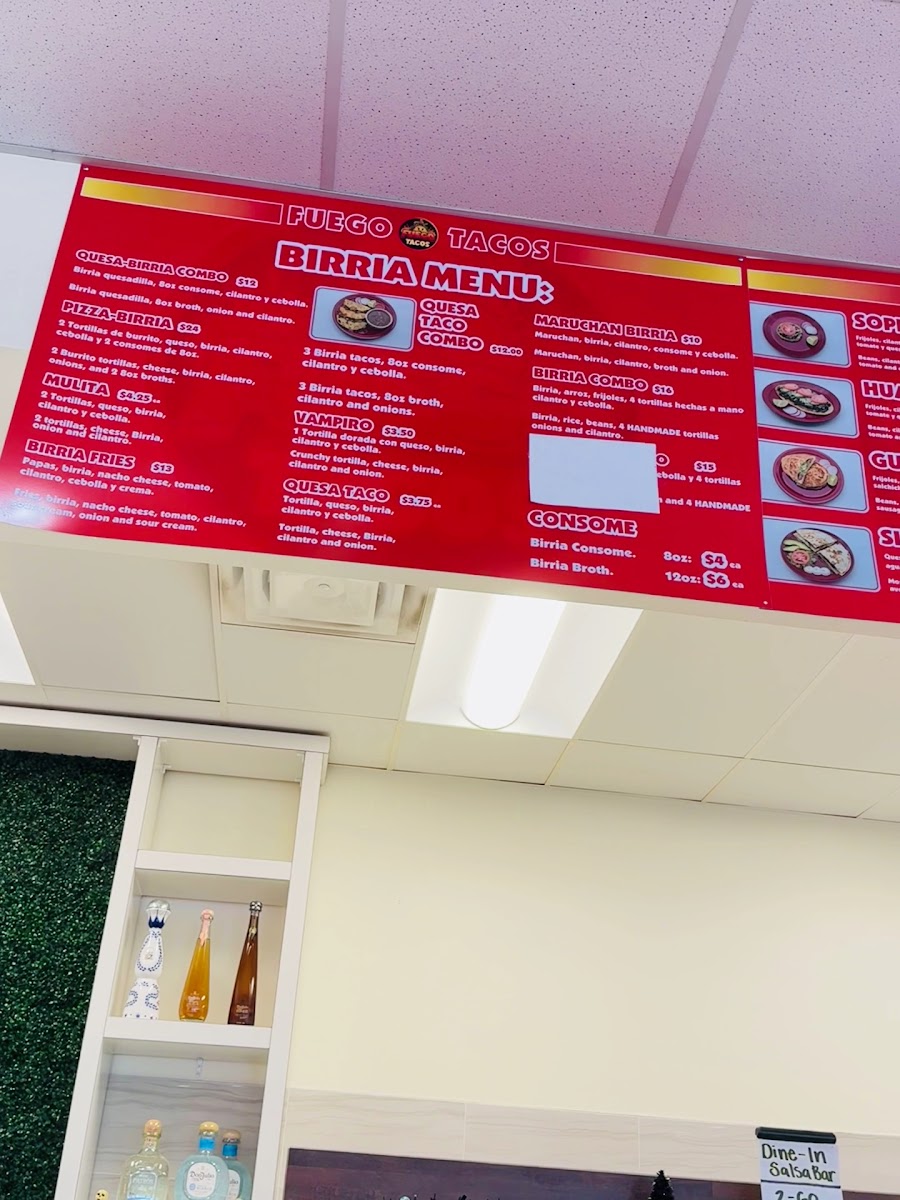 FUEGO TACOS
BIRRIA MENU:
QUESA-BIRRIA COMBO $12
Birria quesadilla, 8oz consome, cilantro y cebolla.
Birria quesadilla, 8oz broth, onion and cilantro.
PIZZA-BIRRIA $24
2 Tortillas de burrito, queso, birria, cilantro,
cebolla y 2 consomes de 8oz.
2 Burrito tortillas, cheese, birria, cilantro,
onions, and 2 8oz broths.
MULITA $4.25 ea
2 Tortillas, queso, birria,
cilantro y cebolla.
2 tortillas, cheese, Birria,
onion and cilantro.
BIRRIA FRIES $13
Papas, birria, nacho cheese, tomato,
cilantro, cebolla y crema.
Fries, birria, nacho cheese, tomato, cilantro,
cream, onion and sour cream.
QUESA
TACO
COMBO $12.00
3 Birria tacos, 8oz consome,
cilantro y cebolla.
3 Birria tacos, 8oz broth,
cilantro and onions.
VAMPIRO $3.50
1 Tortilla dorada con queso, birria,
cilantro y cebolla.
Crunchy tortilla, cheese, birria,
cilantro and onion.
QUESA TACO $3.75 ea
Tortilla, queso, birria,
cilantro y cebolla.
Tortilla, cheese, Birria,
cilantro and onion.
MARUCHAN BIRRIA $10
Maruchan, birria, cilantro, consome y cebolla.
Maruchan, birria, cilantro, broth and onion.
BIRRIA COMBO $16
Birria, arroz, frijoles, 4 tortillas hechas a mano
cilantro y cebolla.
Birria, rice, beans, 4 HANDMADE tortillas
onions and cilantro.
O $15
ebolla y 4 tortillas
and 4 HANDMADE
CONSOME
Birria Consome. 8oz: $4 ea
Birria Broth. 12oz: $6 ea
SOP
HUA
GU
Dine-In
Salsa Bar